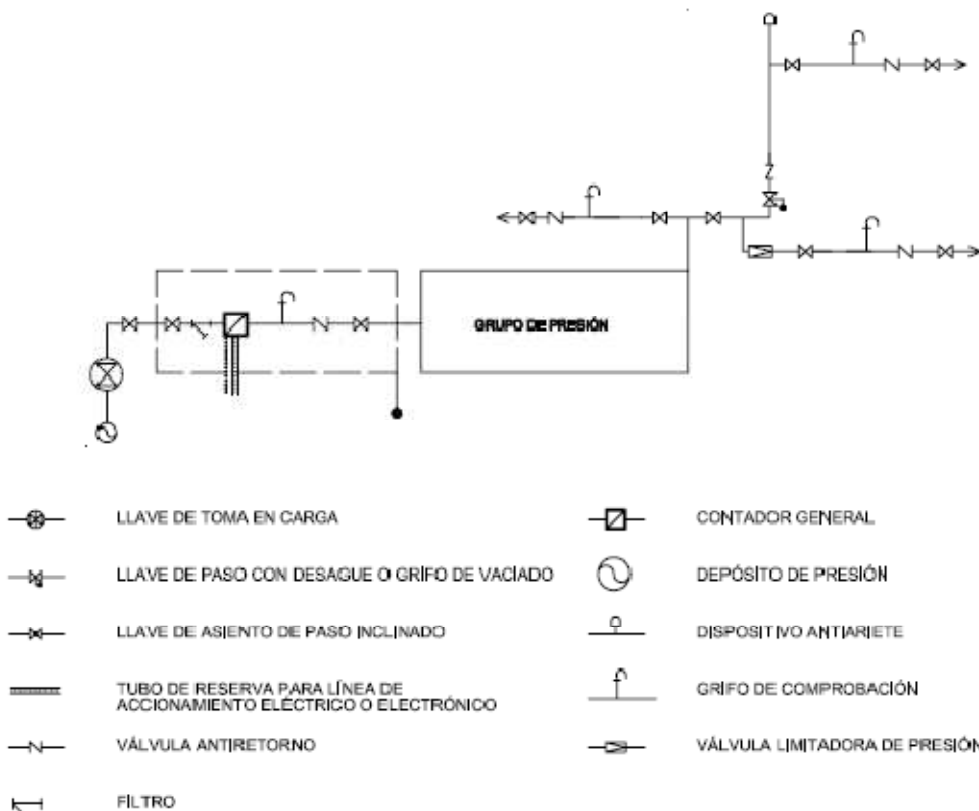 GRUPO DE PRESIÓN
LLAVE DE TOMA EN CARGA
LLAVE DE PASO CON DESAGUE O GRIFO DE VACIADO
LLAVE DE ASIENTO DE PASO INCLINADO
TUBO DE RESERVA PARA LÍNEA DE
ACCIONAMIENTO ELÉCTRICO O ELECTRÓNICO
VÁLVULA ANTIRETORNO
FILTRO
CONTADOR GENERAL
DEPÓSITO DE PRESIÓN
DISPOSITIVO ANTIARIETE
GRIFO DE COMPROBACIÓN
VÁLVULA LIMITADORA DE PRESIÓN